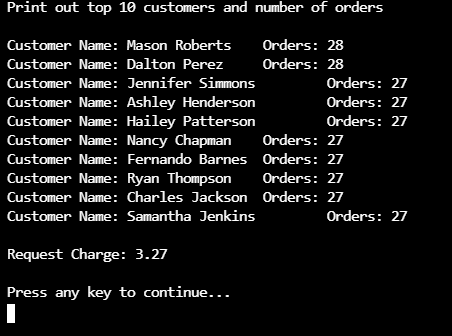 Print out top 10 customers and number of orders
Customer Name: Mason Roberts    Orders: 28
Customer Name: Dalton Perez     Orders: 28
Customer Name: Jennifer Simmons         Orders: 27
Customer Name: Ashley Henderson         Orders: 27
Customer Name: Hailey Patterson         Orders: 27
Customer Name: Nancy Chapman    Orders: 27
Customer Name: Fernando Barnes  Orders: 27
Customer Name: Ryan Thompson    Orders: 27
Customer Name: Charles Jackson  Orders: 27
Customer Name: Samantha Jenkins         Orders: 27
Request Charge: 3.27
Press any key to continue...